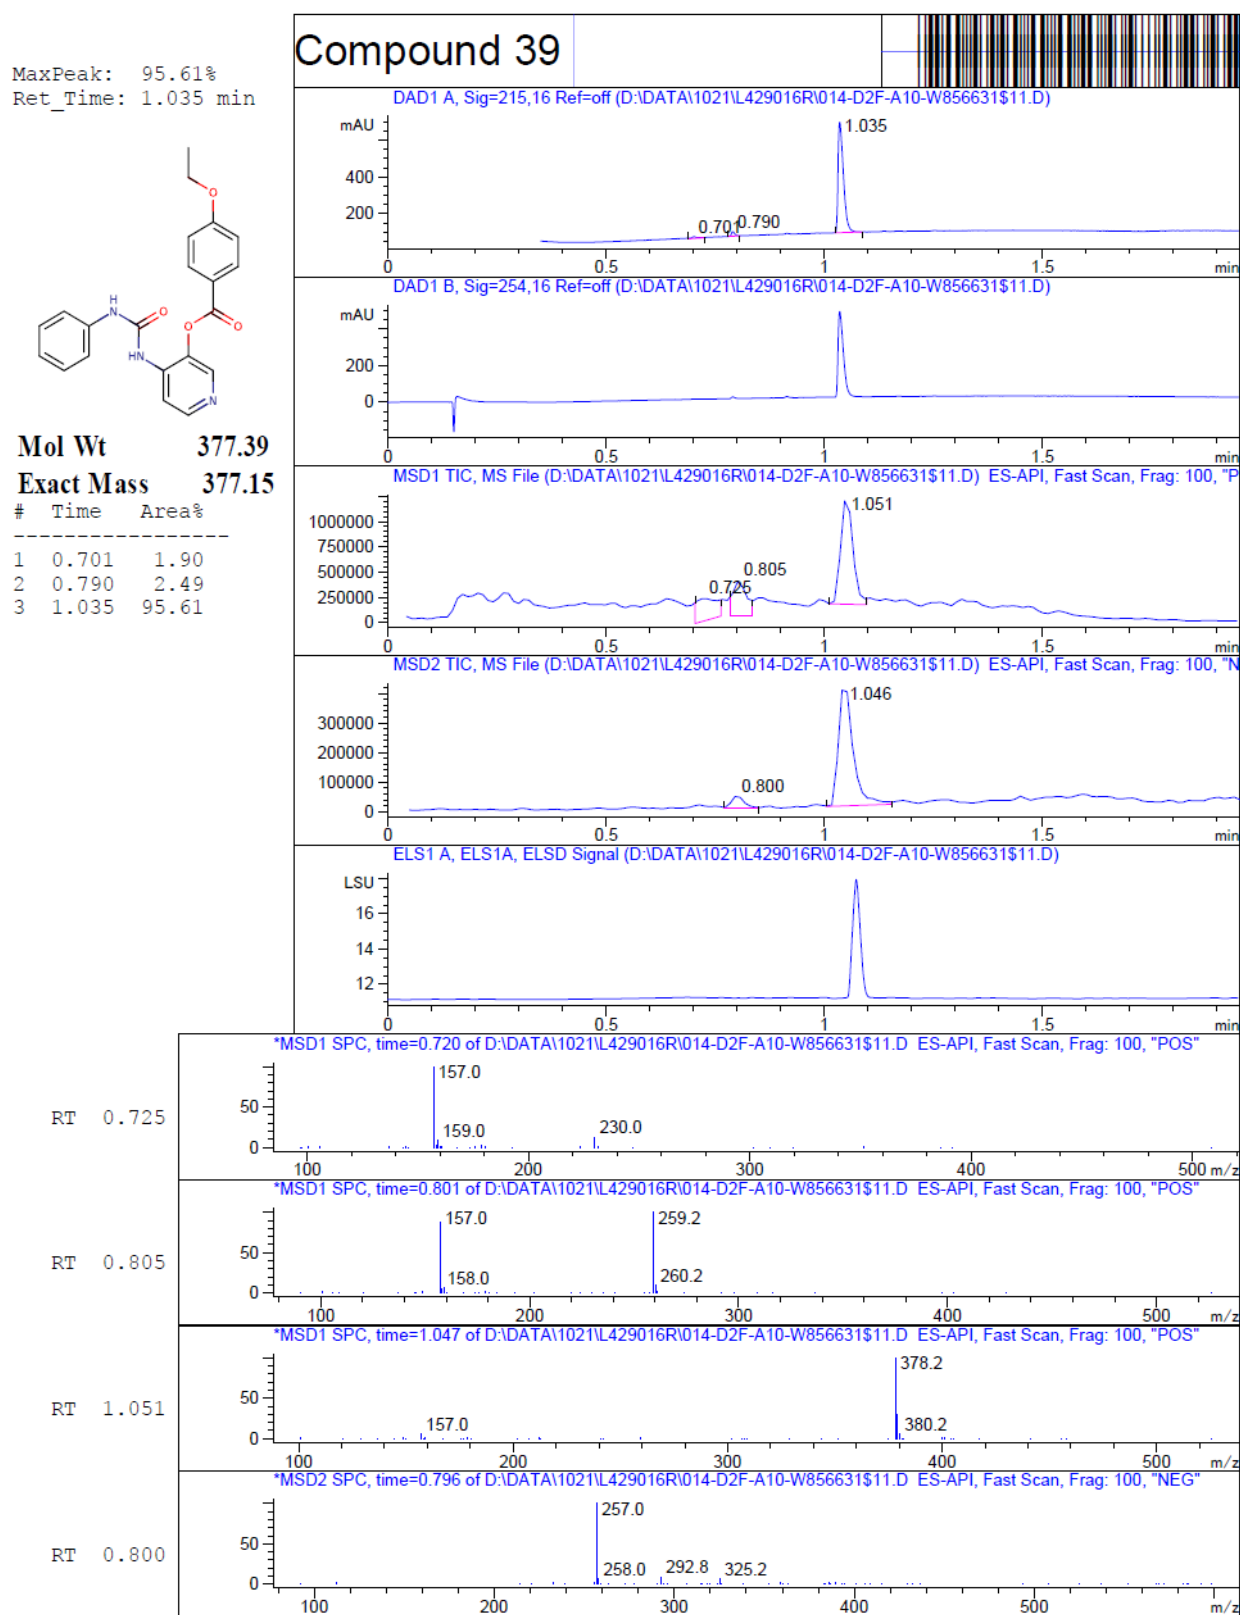 Compound 39
MaxPeak: 95.61%
Ret_Time: 1.035 min
O
O
O
H
N
O
HN
N
Mol Wt 377.39
Exact Mass 377.15
# Time Area%
-----------------
1 0.701 1.90
2 0.790 2.49
3 1.035 95.61
DAD1 A, Sig=215,16 Ref=off (D:\DATA\1021\L429016R\014-D2F-A10-W856631$11.D)
mAU
400
200
0.701
0.790
1.035
0 0.5 1 1.5 min
DAD1 B, Sig=254,16 Ref=off (D:\DATA\1021\L429016R\014-D2F-A10-W856631$11.D)
mAU
200
0
0 0.5 1 1.5 min
MSD1 TIC, MS File (D:\DATA\1021\L429016R\014-D2F-A10-W856631$11.D) ES-API, Fast Scan, Frag: 100, "P
1000000
750000
500000
250000
0
0.725
0.805
1.051
0 0.5 1 1.5 min
MSD2 TIC, MS File (D:\DATA\1021\L429016R\014-D2F-A10-W856631$11.D) ES-API, Fast Scan, Frag: 100, "N
300000
200000
100000
0
0.800
1.046
0 0.5 1 1.5 min
ELS1 A, ELS1A, ELSD Signal (D:\DATA\1021\L429016R\014-D2F-A10-W856631$11.D)
LSU
16
14
12
0 0.5 1 1.5 min
*MSD1 SPC, time=0.720 of D:\DATA\1021\L429016R\014-D2F-A10-W856631$11.D ES-API, Fast Scan, Frag: 100, "POS"
RT 0.725
50
0
157.0
159.0
230.0
100 200 300 400 500 m/z
*MSD1 SPC, time=0.801 of D:\DATA\1021\L429016R\014-D2F-A10-W856631$11.D ES-API, Fast Scan, Frag: 100, "POS"
RT 0.805
50
0
157.0
158.0
259.2
260.2
100 200 300 400 500 m/z
*MSD1 SPC, time=1.047 of D:\DATA\1021\L429016R\014-D2F-A10-W856631$11.D ES-API, Fast Scan, Frag: 100, "POS"
RT 1.051
50
0
157.0
378.2
380.2
100 200 300 400 500 m/z
*MSD2 SPC, time=0.796 of D:\DATA\1021\L429016R\014-D2F-A10-W856631$11.D ES-API, Fast Scan, Frag: 100, "NEG"
RT 0.800
50
0
257.0
258.0
292.8
325.2
100 200 300 400 500 m/z